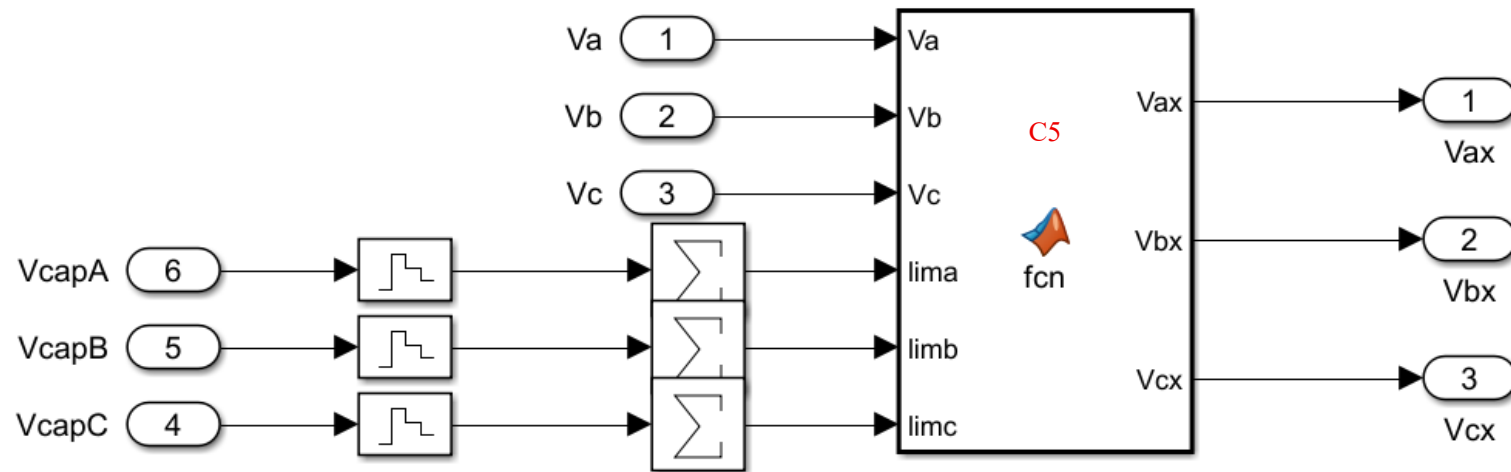 Va 1 Va
Vb 2 Vb
Vc 3 Vc
VcapA 6 lima
VcapB 5 limb
VcapC 4 limc
C5
fcn
Vax 1
Vax
Vbx 2
Vbx
Vcx 3
Vcx